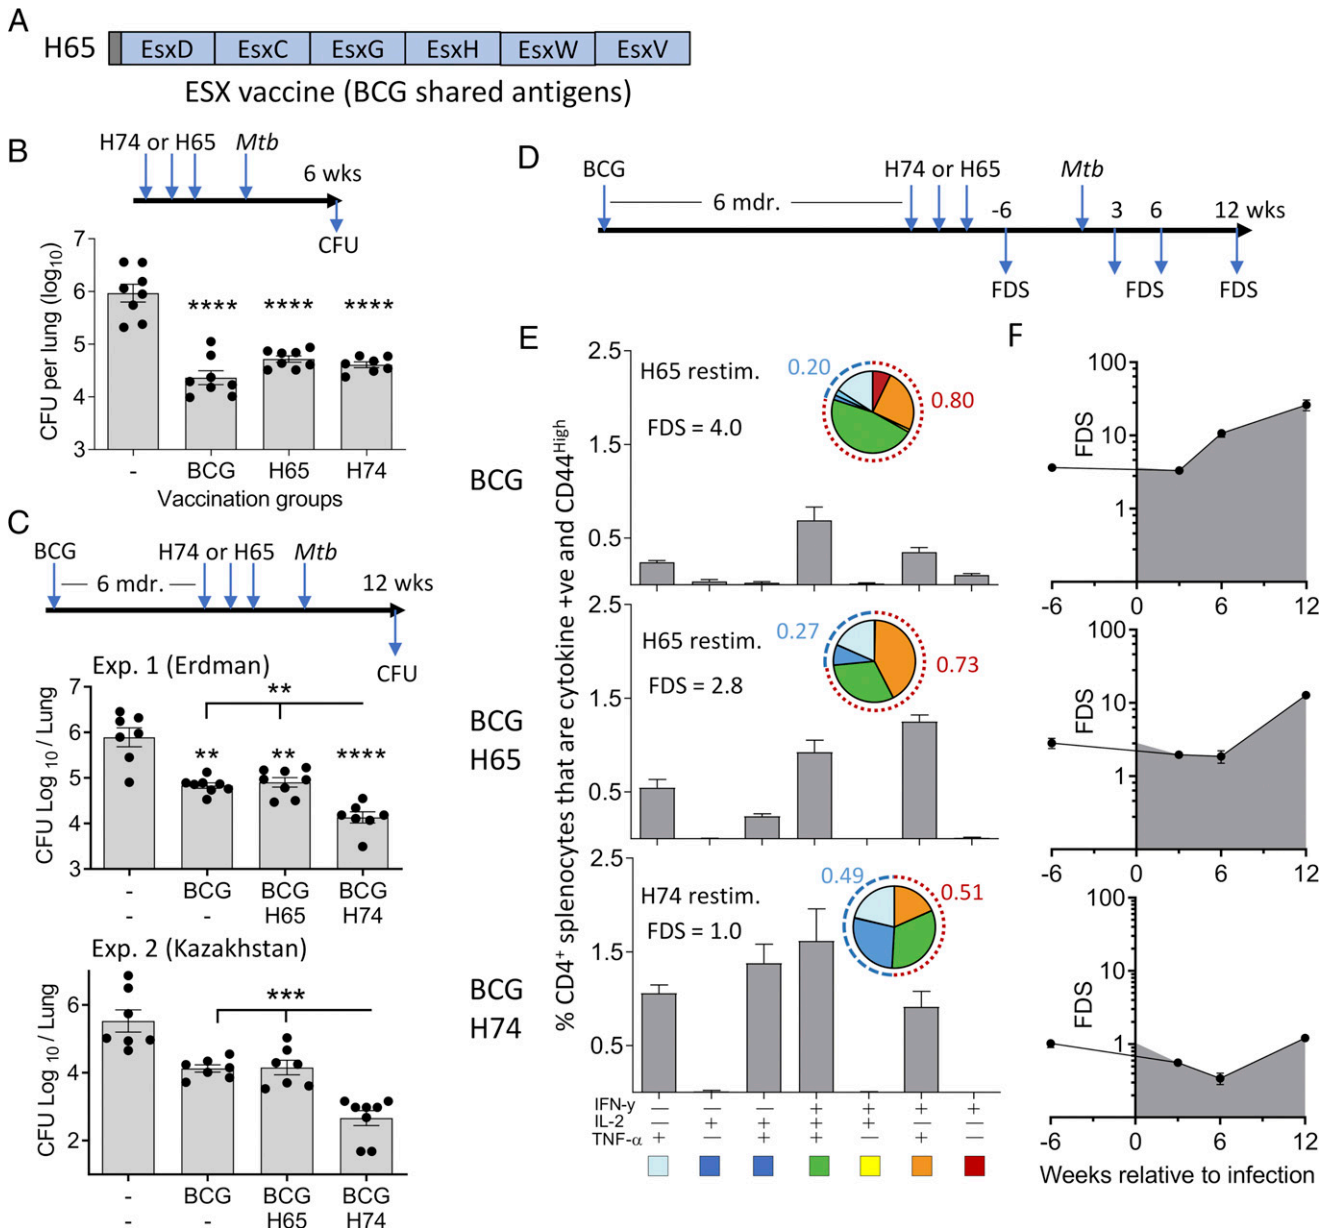 A
H65
EsxD EsxC EsxG EsxH EsxW EsxV
ESX vaccine (BCG shared antigens)
B
H74 or H65 Mtb
6 wks
CFU
CFU per lung (log10)
7
6
5
4
3
**** **** ****
- BCG H65 H74
Vaccination groups
C
BCG H74 or H65 Mtb
6 mdr. 12 wks
CFU
Exp. 1 (Erdman)
CFU Log 10 / Lung
7
6
5
4
3
**
** ** ****
- BCG BCG BCG
- - H65 H74
Exp. 2 (Kazakhstan)
CFU Log 10 / Lung
6
4
2
***
- BCG BCG BCG
- - H65 H74
D
BCG H74 or H65 Mtb
6 mdr. -6 3 6 12 wks
FDS FDS FDS
E
% CD4+ splenocytes that are cytokine +ve and CD44High
BCG
2.5
1.5
0.5
H65 restim.
FDS = 4.0
0.20
0.80
BCG
H65
2.5
1.5
0.5
H65 restim.
FDS = 2.8
0.27
0.73
BCG
H74
2.5
1.5
0.5
H74 restim.
FDS = 1.0
0.49
0.51
IFN-y — — — + + + +
IL-2 — + + + + — —
TNF-α + — + + — + —
F
FDS
100
10
1
-6 0 6 12
FDS
100
10
1
-6 0 6 12
FDS
100
10
1
-6 0 6 12
Weeks relative to infection